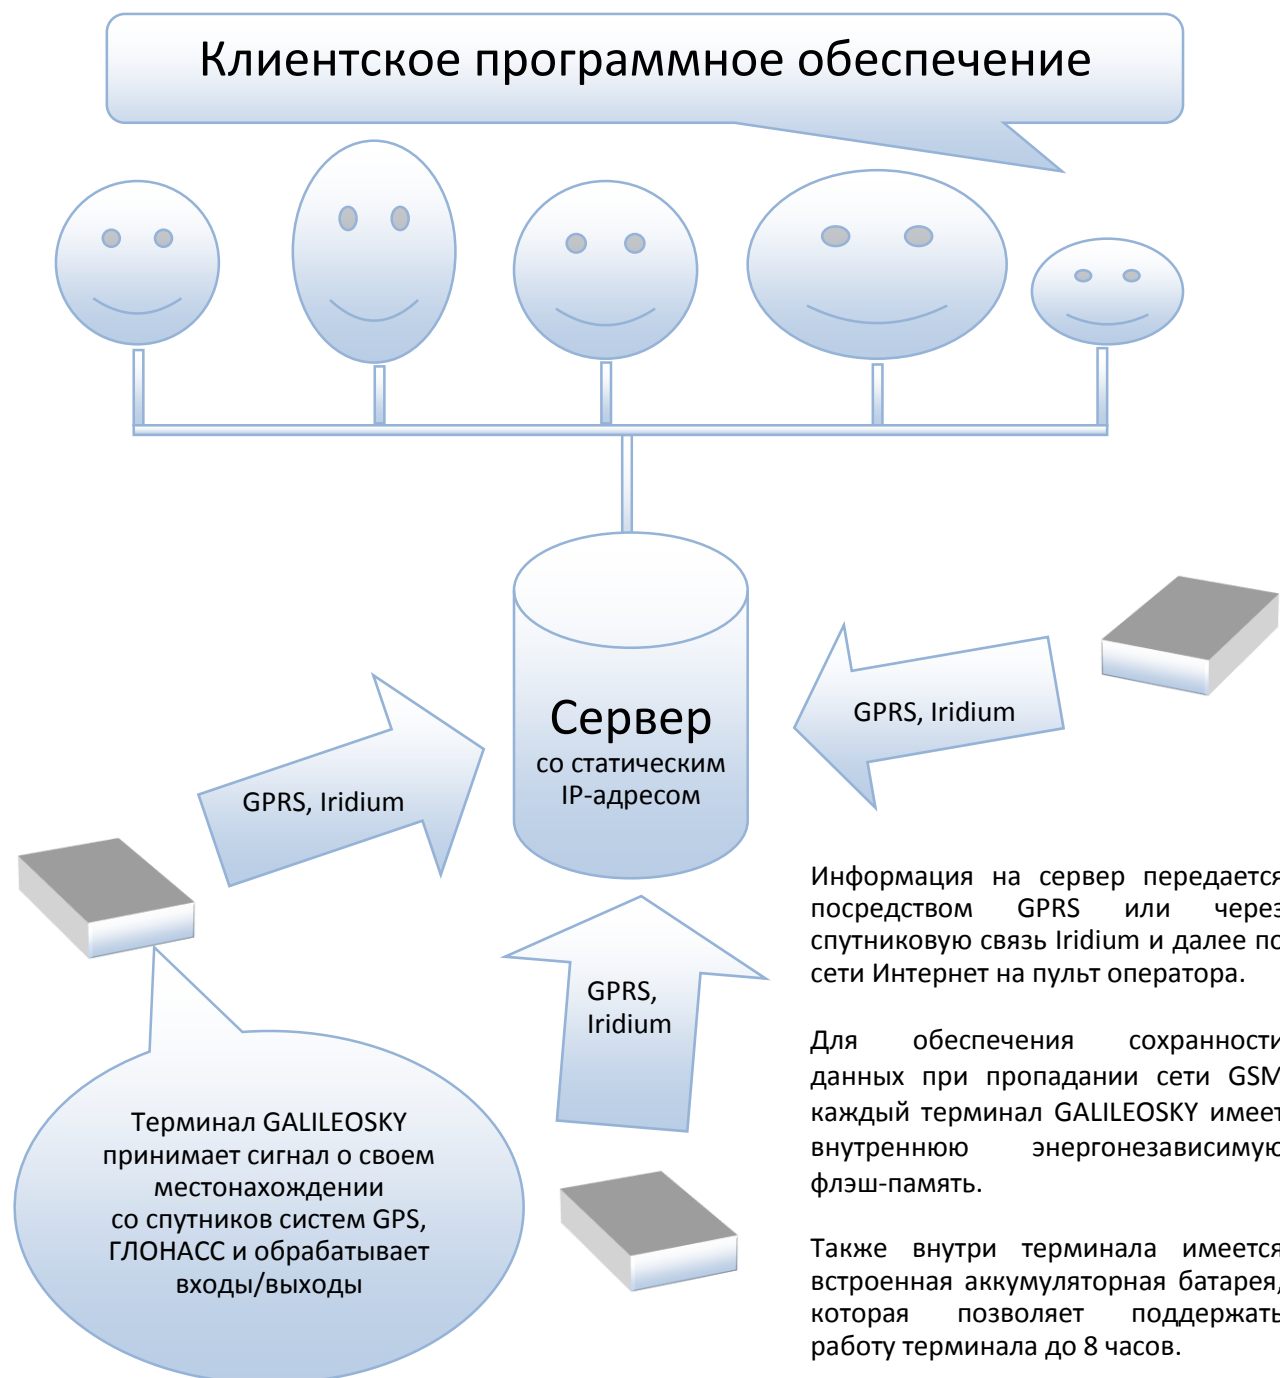 Клиентское программное обеспечение
Сервер
со статическим
IP-адресом
GPRS, Iridium
GPRS, Iridium
GPRS,
Iridium
Терминал GALILEOSKY
принимает сигнал о своем
местонахождении
со спутников систем GPS,
ГЛОНАСС и обрабатывает
входы/выходы
Информация на сервер передается
посредством GPRS или через
спутниковую связь Iridium и далее по
сети Интернет на пульт оператора.
Для обеспечения сохранности
данных при пропадании сети GSM
каждый терминал GALILEOSKY имеет
внутреннюю энергонезависимую
флэш-память.
Также внутри терминала имеется
встроенная аккумуляторная батарея,
которая позволяет поддержать
работу терминала до 8 часов.